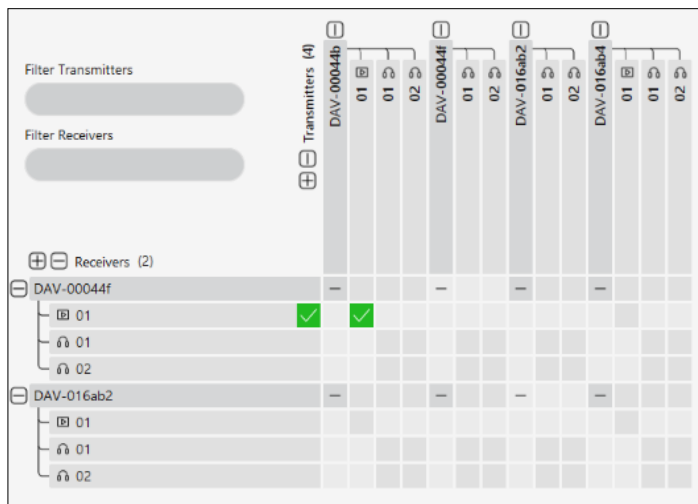 Filter Transmitters
Filter Receivers
Transmitters (4)
DAV-00044b
01
01
02
DAV-00044f
01
02
DAV-016ab2
01
02
DAV-016ab4
01
01
02
Receivers (2)
DAV-00044f
01
01
02
DAV-016ab2
01
01
02